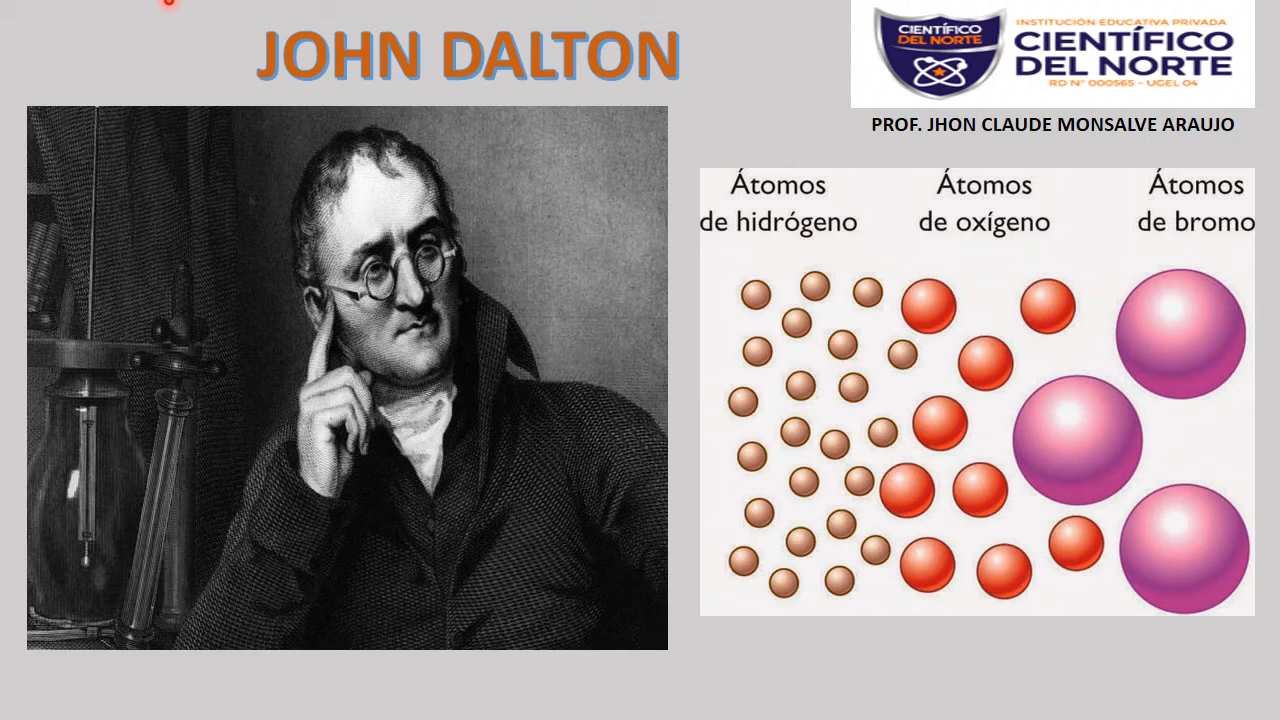 JOHN DALTON
CIENTÍFICO
DEL NORTE
INSTITUCIÓN EDUCATIVA PRIVADA
CIENTÍFICO
DEL NORTE
RD N° 000565 - UGEL 04
PROF. JHON CLAUDE MONSALVE ARAUJO
Átomos
de hidrógeno
Átomos
de oxígeno
Átomos
de bromo